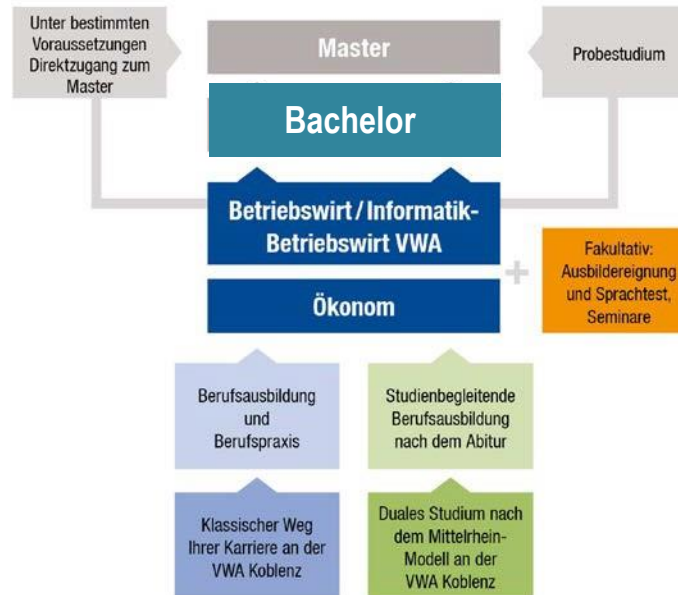 Unter bestimmten
Voraussetzungen
Direktzugang zum
Master
Master
Probestudium
Bachelor
Betriebswirt / Informatik-
Betriebswirt VWA
+
Fakultativ:
Ausbildereignung
und Sprachtest,
Seminare
Ökonom
Berufsausbildung
und
Berufspraxis
Studienbegleitende
Berufsausbildung
nach dem Abitur
Klassischer Weg
Ihrer Karriere an der
VWA Koblenz
Duales Studium nach
dem Mittelrhein-
Modell an der
VWA Koblenz